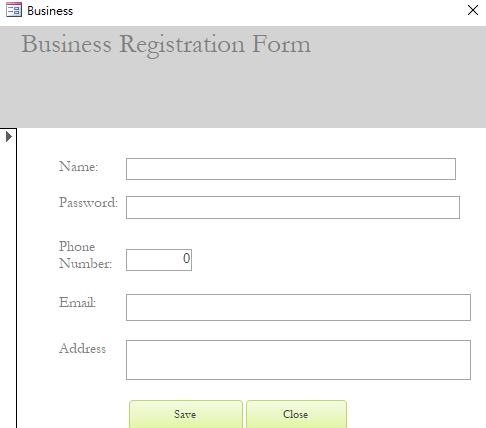 Business
Business Registration Form
Name:
Password:
Phone
Number:
0
Email:
Address
Save Close